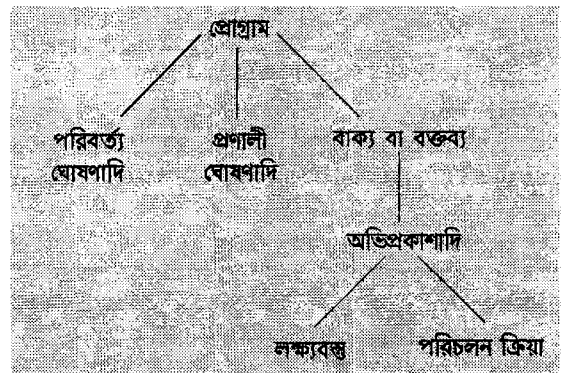 প্রোগ্রাম
পরিবর্ত্য
ঘোষণাদি
প্রণালী
ঘোষণাদি
বাক্য বা বক্তব্য
অভিপ্রকাশাদি
লক্ষ্যবস্তু
পরিচলন ক্রিয়া